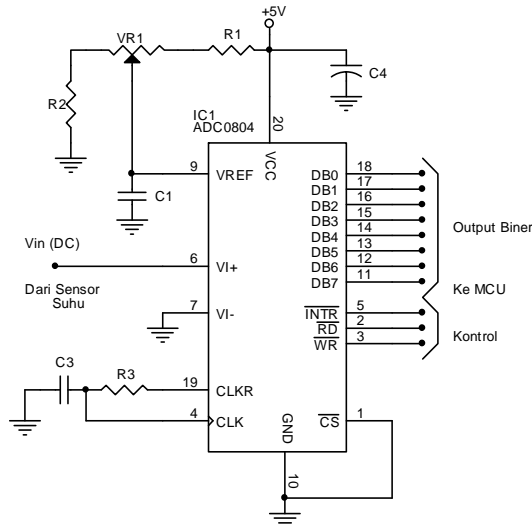 +5V
VR1
R1
C4
R2
IC1
ADC0804
20
VCC
9
VREF
C1
DB0
18
DB1
17
DB2
16
DB3
15
DB4
14
DB5
13
DB6
12
DB7
11
Output Biner
Vin (DC)
6
VI+
Dari Sensor
Suhu
7
VI-
Ke MCU
INTR
5
RD
2
WR
3
Kontrol
C3
R3
19
CLKR
4
CLK
GND
10
CS
1